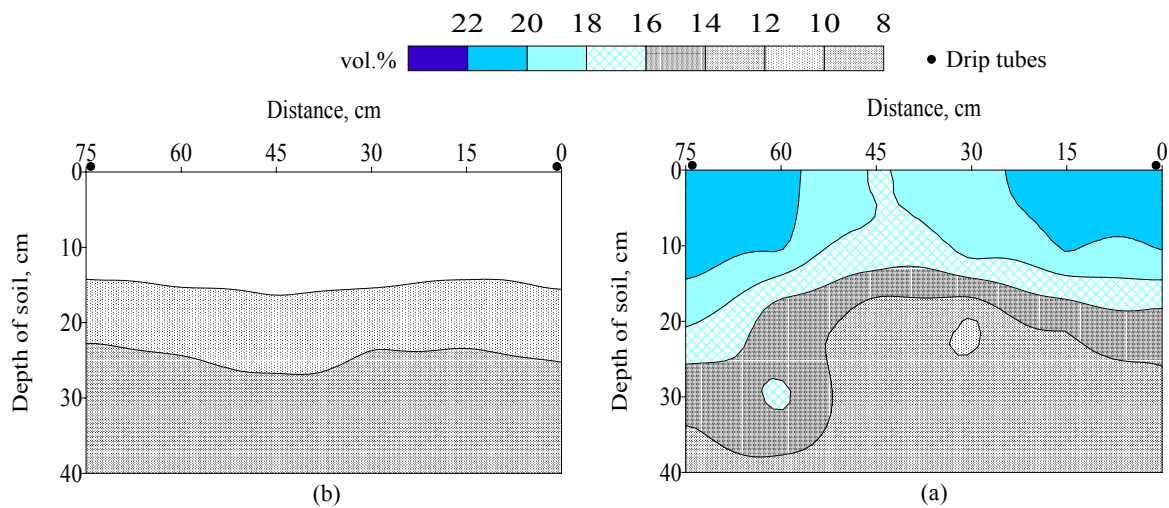 22 20 18 16 14 12 10 8
vol.% Drip tubes
Distance, cm Distance, cm
75 60 45 30 15 0 75 60 45 30 15 0
0 0
10 10
20 20
30 30
40 40
Depth of soil, cm Depth of soil, cm
(b) (a)